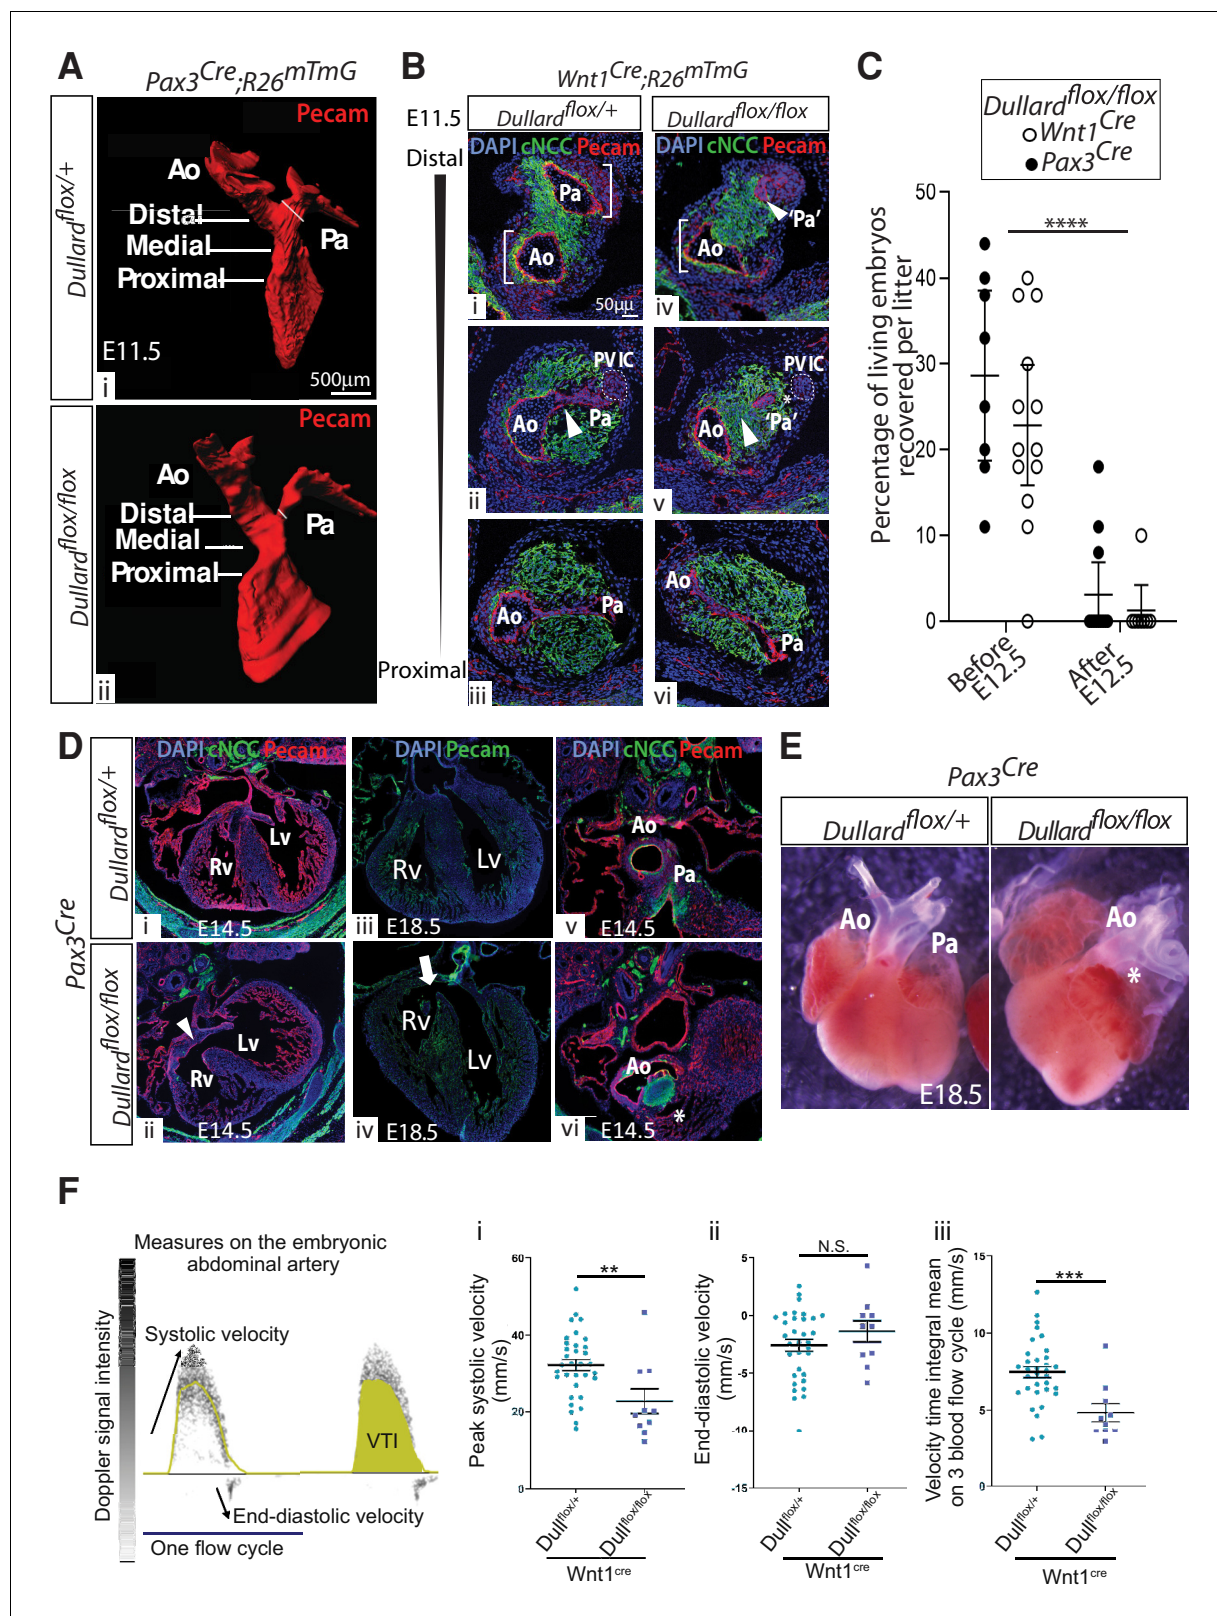 A
Pax3Cre;R26mTmG
Dullardflox/+
Pecam
Ao
Distal
Medial
Pa
Proximal
E11.5
i
500μm
Dullardflox/flox
Pecam
Ao
Distal
Pa
Medial
Proximal
ii
B
Wnt1Cre;R26mTmG
E11.5
Dullardflox/+
Dullardflox/flox
Distal
Proximal
DAPI cNCC Pecam
Pa
Ao
i
50μμ
DAPI cNCC Pecam
'Pa'
Ao
iv
PV IC
Ao
Pa
ii
PV IC
*
'Pa'
Ao
v
Ao
Pa
iii
Ao
Pa
vi
C
Dullardflox/flox
Wnt1Cre
Pax3Cre
Percentage of living embryos
recovered per litter
50
40
30
20
10
0
****
Before
E12.5
After
E12.5
D
Pax3Cre
Dullardflox/+
Dullardflox/flox
DAPI cNCC Pecam
Lv
Rv
i
E14.5
DAPI Pecam
Rv
Lv
iii
E18.5
DAPI cNCC Pecam
Ao
Pa
v
E14.5
Lv
Rv
ii
E14.5
Rv
Lv
iv
E18.5
Ao
*
vi
E14.5
E
Pax3Cre
Dullardflox/+
Dullardflox/flox
Ao
Pa
E18.5
Ao
*
F
Measures on the embryonic
abdominal artery
Doppler signal intensity
Systolic velocity
VTI
End-diastolic velocity
One flow cycle
i
Peak systolic velocity
(mm/s)
60
40
20
0
**
Dullflox/+
Dullflox/flox
Wnt1cre
ii
End-diastolic velocity
(mm/s)
5
0
-5
-10
-15
N.S.
Dullflox/+
Dullflox/flox
Wnt1cre
iii
Velocity time integral mean
on 3 blood flow cycle (mm/s)
15
10
5
0
***
Dullflox/+
Dullflox/flox
Wnt1cre